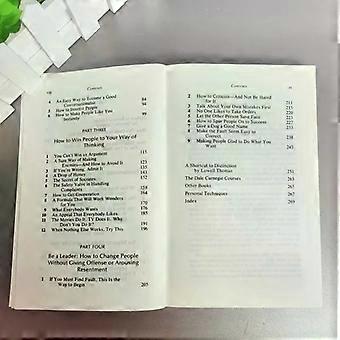 viii
Contents
4 An Easy Way to Become a Good
Conversationalist 84
5 How to Interest People 94
6 How to Make People Like You
Instantly 99
PART THREE
How to Win People to Your Way of
Thinking
1 You Can't Win an Argument 115
2 A Sure Way of Making
Enemies—and How to Avoid It
3 If You're Wrong, Admit It
4 A Drop of Honey
5 The Secret of Socrates
6 The Safety Valve in Handling
Complaints
7 How to Get Cooperation
8 A Formula That Will Work Wonders
for You
9 What Everybody Wants
10 An Appeal That Everybody Likes
11 The Movies Do It. TV Does It. Why
Don't You Do It?
12 When Nothing Else Works, Try This
PART FOUR
Be a Leader: How to Change People
Without Giving Offense or Arousing
Resentment
1 If You Must Find Fault, This Is the
Way to Begin 205
Contents
2 How to Criticize—and Not Be Hated
for It 211
3 Talk About Your Own Mistakes First
4 No One Likes to Take Orders
5 Let the Other Person Save Face
6 How to Spur People On to Success
7 Give a Dog a Good Name
8 Make the Fault Seem Easy to
Correct
9 Making People Glad to Do What You
Want
A Shortcut to Distinction
by Lowell Thomas 251
The Dale Carnegie Courses
Other Books
Personal Techniques
Index 269